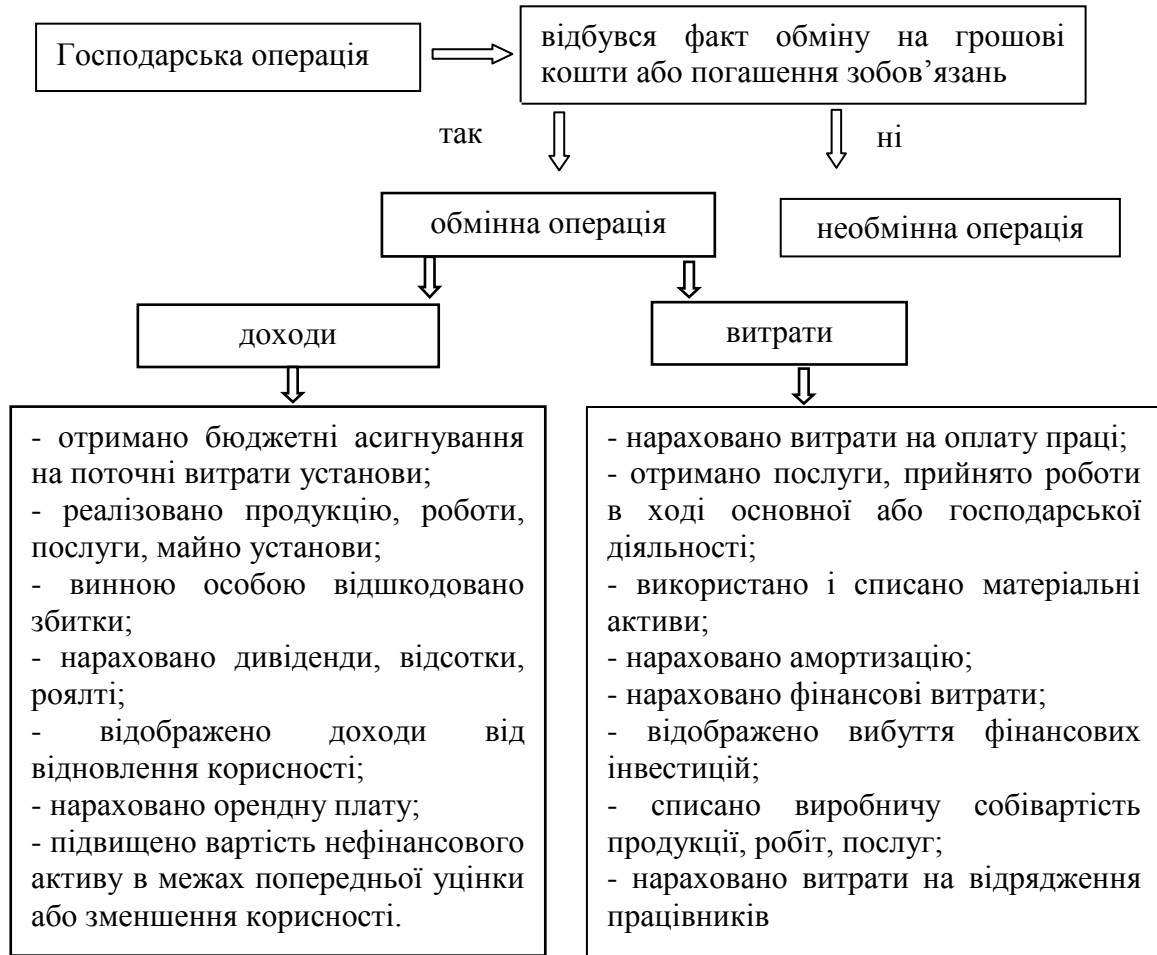 Господарська операція
відбувся факт обміну на грошові
кошти або погашення зобов’язань
так
ні
обмінна операція
необмінна операція
доходи
витрати
- отримано бюджетні асигнування
на поточні витрати установи;
- реалізовано продукцію, роботи,
послуги, майно установи;
- винною особою відшкодовано
збитки;
- нараховано дивіденди, відсотки,
роялті;
- відображено доходи від
відновлення корисності;
- нараховано орендну плату;
- підвищено вартість нефінансового
активу в межах попередньої уцінки
або зменшення корисності.
- нараховано витрати на оплату праці;
- отримано послуги, прийнято роботи
в ході основної або господарської
діяльності;
- використано і списано матеріальні
активи;
- нараховано амортизацію;
- нараховано фінансові витрати;
- відображено вибуття фінансових
інвестицій;
- списано виробничу собівартість
продукції, робіт, послуг;
- нараховано витрати на відрядження
працівників